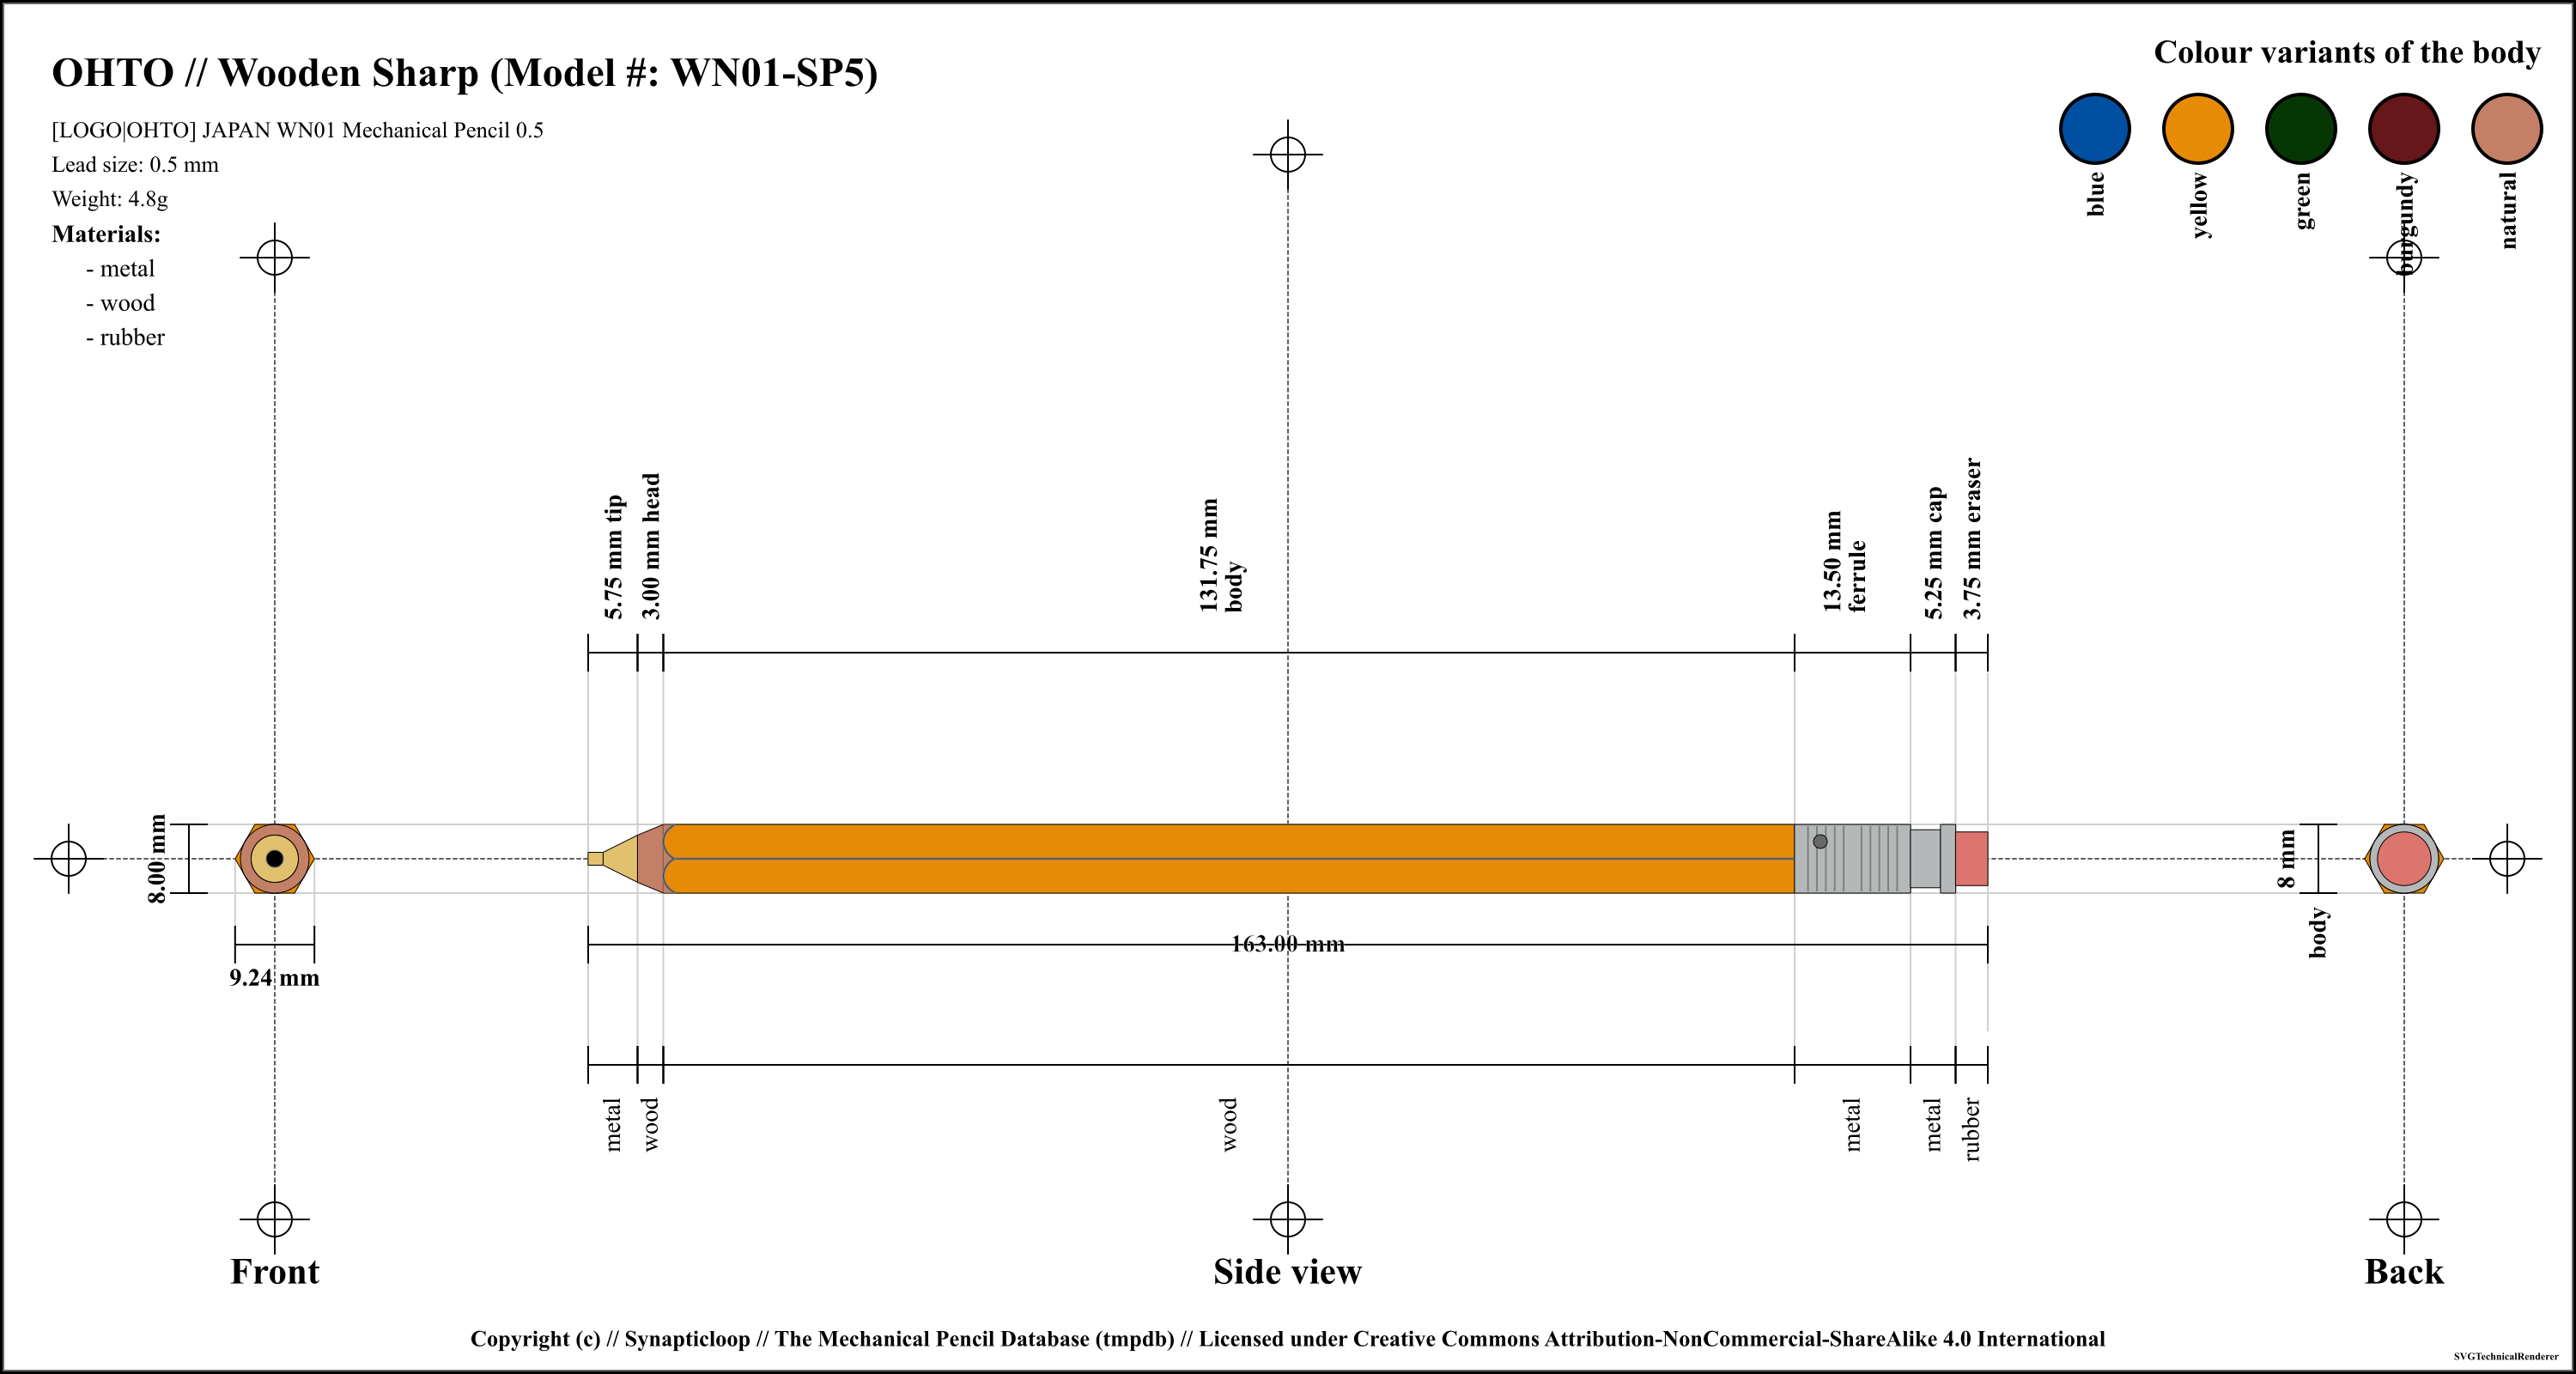 OHTO // Wooden Sharp (Model #: WN01-SP5)
[LOGO|OHTO] JAPAN WN01 Mechanical Pencil 0.5
Lead size: 0.5 mm
Weight: 4.8g
Materials:
- metal
- wood
- rubber
Colour variants of the body
blue
yellow
green
burgundy
natural
5.75 mm tip
3.00 mm head
131.75 mm
body
13.50 mm
ferrule
5.25 mm cap
3.75 mm eraser
8.00 mm
9.24 mm
163.00 mm
8 mm
body
metal
wood
wood
metal
metal
rubber
Front
Side view
Back
Copyright (c) // Synapticloop // The Mechanical Pencil Database (tmpdb) // Licensed under Creative Commons Attribution-NonCommercial-ShareAlike 4.0 International
SVGTechnicalRenderer